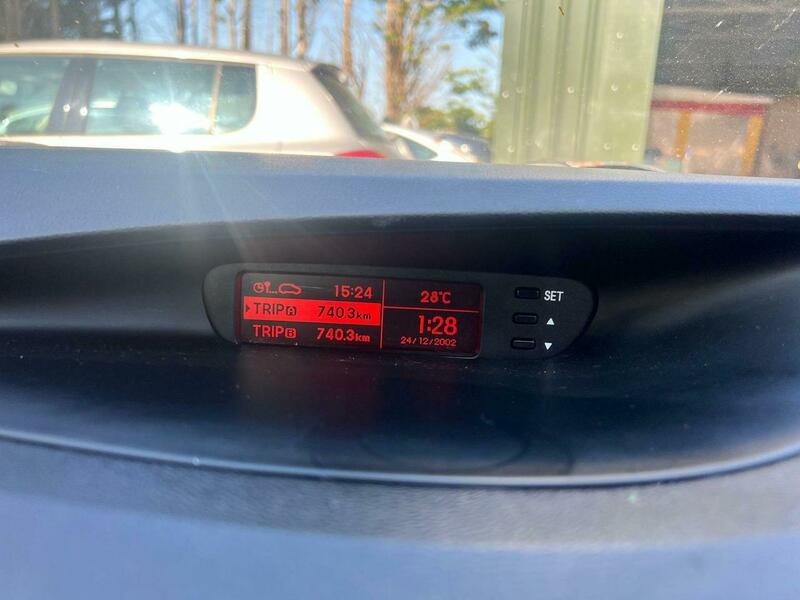 15:24
TRIP A 740.3km
TRIP B 740.3km
28°C
1:28
24/12/2002
SET